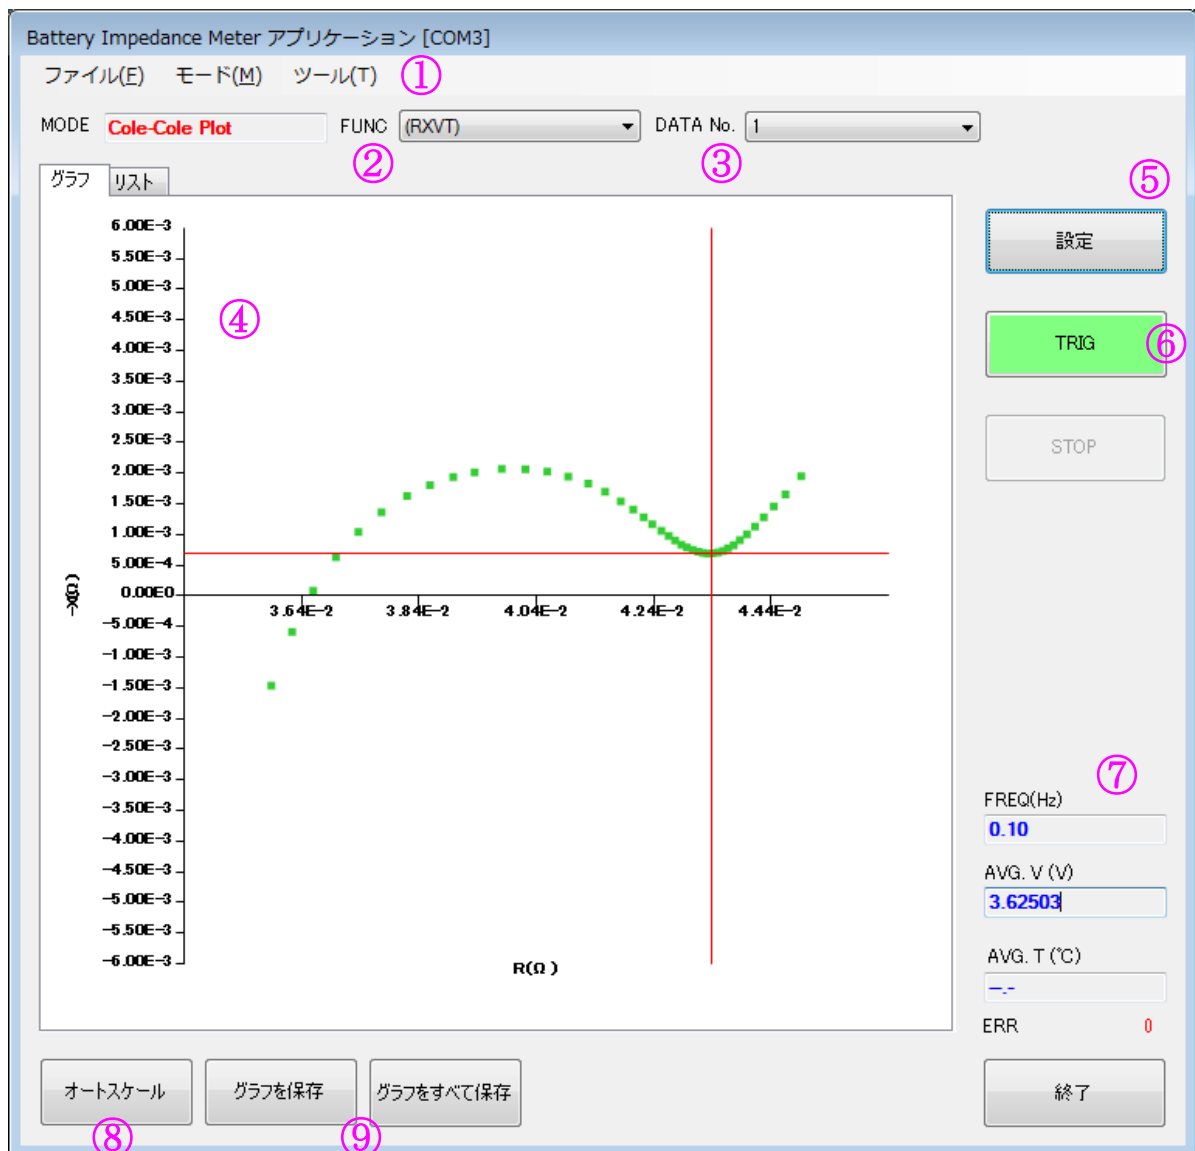 Battery Impedance Meter アプリケーション [COM3]
ファイル(F) モード(M) ツール(T) ①
MODE Cole-Cole Plot FUNC (RXVT) DATA No. 1
② ③
グラフ リスト ⑤
設定
6.00E-3
5.50E-3
5.00E-3
4.50E-3 ④
4.00E-3 TRIG ⑥
3.50E-3
3.00E-3
2.50E-3 STOP
2.00E-3
1.50E-3
1.00E-3
5.00E-4
0.00E0
-X(Ω)
3.64E-2 3.84E-2 4.04E-2 4.24E-2 4.44E-2
-5.00E-4
-1.00E-3
-1.50E-3
-2.00E-3
-2.50E-3
-3.00E-3
-3.50E-3
-4.00E-3
-4.50E-3
-5.00E-3
-5.50E-3
-6.00E-3
R(Ω)
⑦
FREQ(Hz)
0.10
AVG. V (V)
3.62503
AVG. T (℃)
--.-
ERR 0
オートスケール グラフを保存 グラフをすべて保存 終了
⑧ ⑨